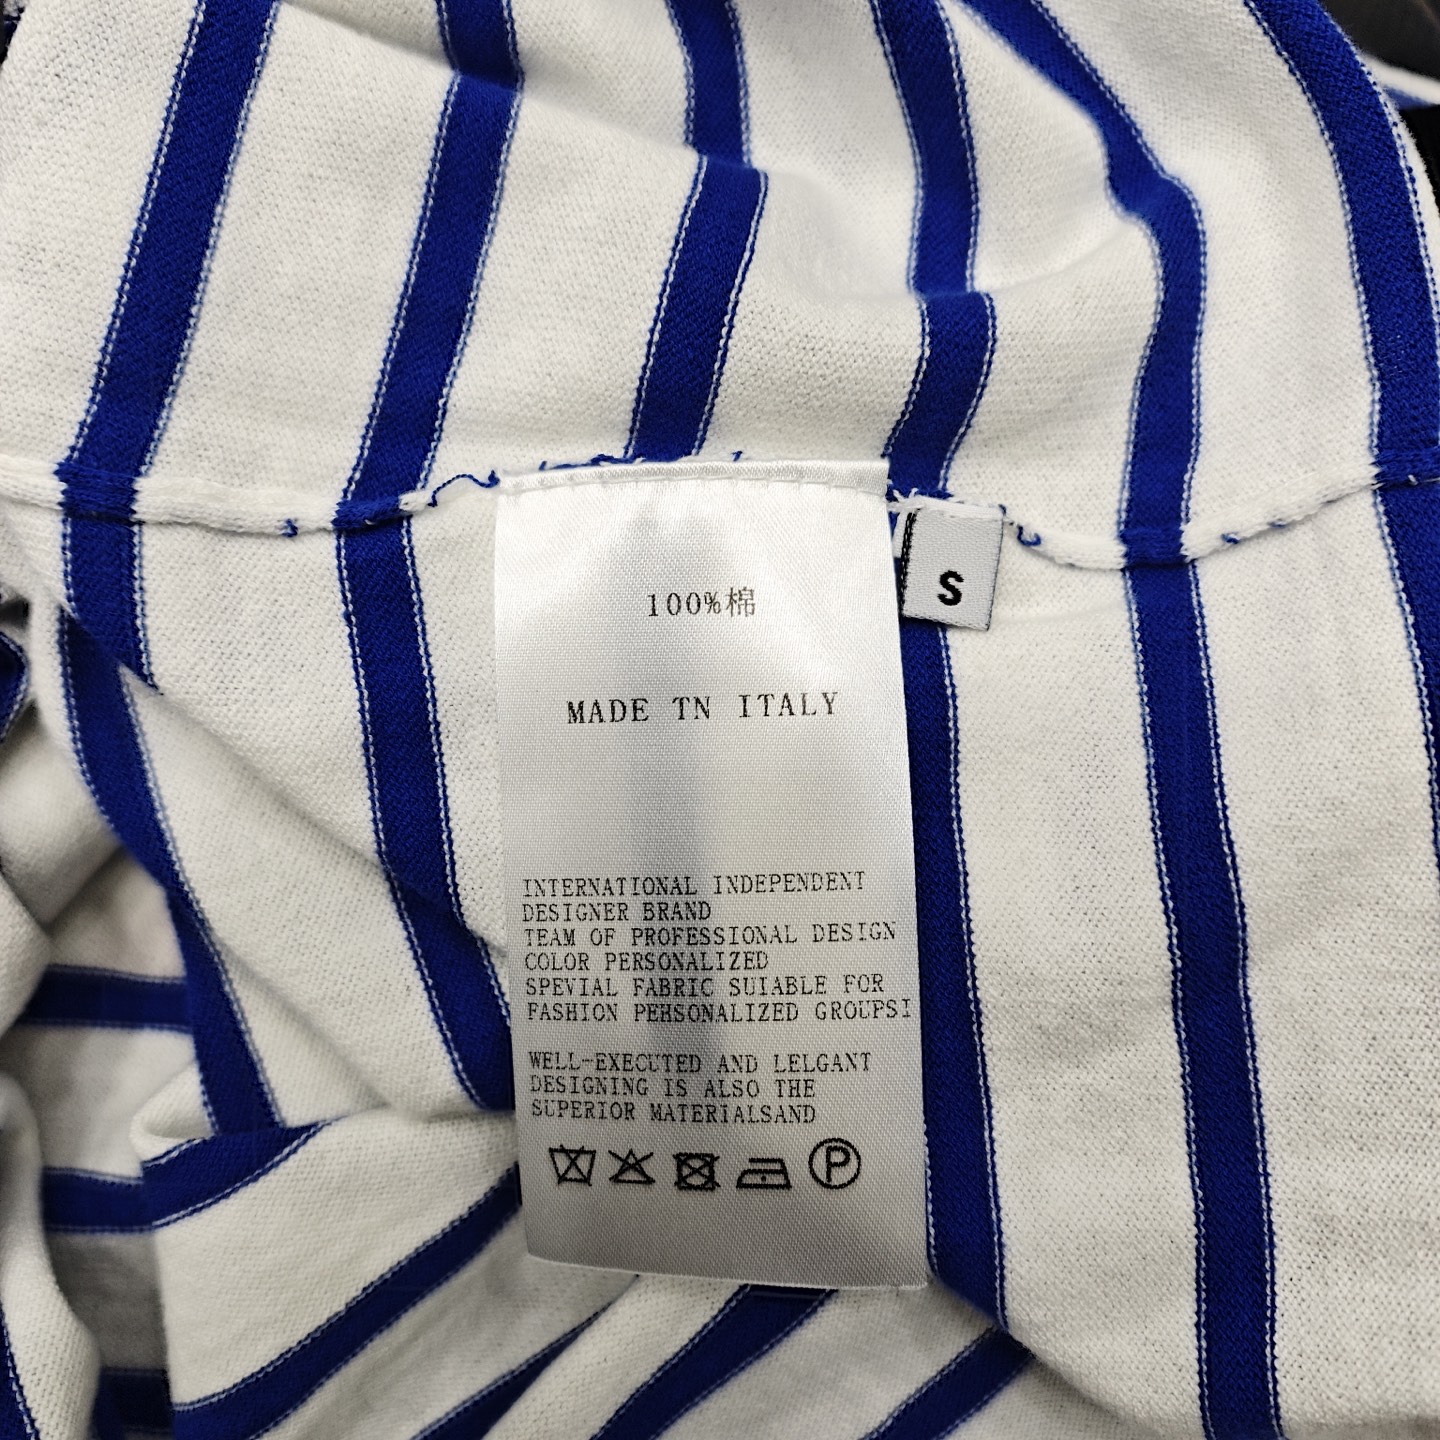 100%棉
S
MADE TN ITALY
INTERNATIONAL INDEPENDENT
DESIGNER BRAND
TEAM OF PROFESSIONAL DESIGN
COLOR PERSONALIZED
SPEVIAL FABRIC SUIABLE FOR
FASHION PEHSONALIZED GROUPSI
WELL-EXECUTED AND LELGANT
DESIGNING IS ALSO THE
SUPERIOR MATERIALSAND
P